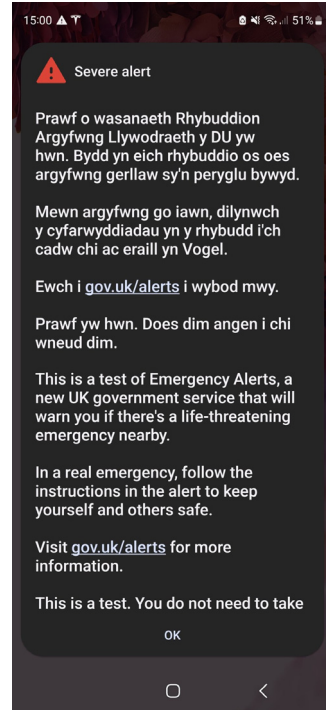 15:00 51%
Severe alert
Prawf o wasanaeth Rhybuddion
Argyfwng Llywodraeth y DU yw
hwn. Bydd yn eich rhybuddio os oes
argyfwng gerllaw sy'n peryglu bywyd.
Mewn argyfwng go iawn, dilynwch
y cyfarwyddiadau yn y rhybudd i'ch
cadw chi ac eraill yn Vogel.
Ewch i gov.uk/alerts i wybod mwy.
Prawf yw hwn. Does dim angen i chi
wneud dim.
This is a test of Emergency Alerts, a
new UK government service that will
warn you if there's a life-threatening
emergency nearby.
In a real emergency, follow the
instructions in the alert to keep
yourself and others safe.
Visit gov.uk/alerts for more
information.
This is a test. You do not need to take
OK